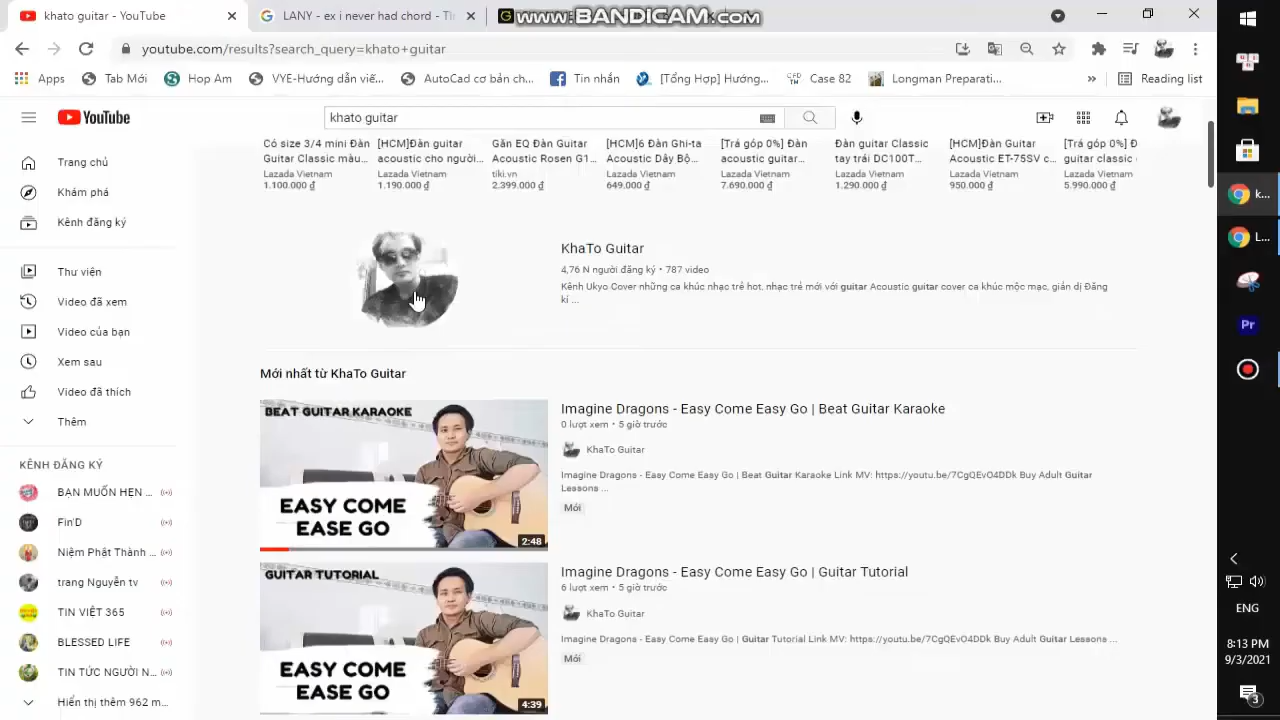 khato guitar - YouTube
LANY - ex i never had chord - Tì
www.BANDICAM.com
youtube.com/results?search_query=khato+guitar
Apps
Tab Mới
Hop Am
VYE-Hướng dẫn viế...
AutoCad cơ bản ch...
Tin nhắn
[Tổng Hợp] Hướng...
Case 82
Longman Preparati...
»
Reading list
YouTube
khato guitar
Có size 3/4 mini Đàn Guitar Classic màu...
Lazada Vietnam
1.100.000 ₫
[HCM]Đàn guitar acoustic cho người...
Lazada Vietnam
1.190.000 ₫
Gắn EQ Đàn Guitar Acoustic Rosen G1...
tiki.vn
2.399.000 ₫
[HCM]6 Đàn Ghi-ta Acoustic Dây Bộ...
Lazada Vietnam
649.000 ₫
[Trả góp 0%] Đàn acoustic guitar...
Lazada Vietnam
7.690.000 ₫
Đàn guitar Classic tay trái DC100T...
Lazada Vietnam
1.290.000 ₫
[HCM]Đàn Guitar Acoustic ET-75SV c...
Lazada Vietnam
950.000 ₫
[Trả góp 0%] Đàn guitar classic
Lazada Vietnam
5.990.000 ₫
Trang chủ
Khám phá
Kênh đăng ký
Thư viện
Video đã xem
Video của bạn
Xem sau
Video đã thích
Thêm
KÊNH ĐĂNG KÝ
BẠN MUỐN HẸN ...
Fin'D
Niệm Phật Thành ...
trang Nguyễn tv
TIN VIỆT 365
BLESSED LIFE
TIN TỨC NGƯỜI N...
Hiển thị thêm 962 m...
KhaTo Guitar
4,76 N người đăng ký • 787 video
Kênh Ukyo Cover những ca khúc nhạc trẻ hot, nhạc trẻ mới với guitar Acoustic guitar cover ca khúc mộc mạc, giản dị Đăng
kí ...
Mới nhất từ KhaTo Guitar
BEAT GUITAR KARAOKE
EASY COME
EASE GO
2:48
Imagine Dragons - Easy Come Easy Go | Beat Guitar Karaoke
0 lượt xem • 5 giờ trước
KhaTo Guitar
Imagine Dragons - Easy Come Easy Go | Beat Guitar Karaoke Link MV: https://youtu.be/7CgQEvO4DDk Buy Adult Guitar
Lessons ...
Mới
GUITAR TUTORIAL
EASY COME
EASE GO
4:39
Imagine Dragons - Easy Come Easy Go | Guitar Tutorial
6 lượt xem • 5 giờ trước
KhaTo Guitar
Imagine Dragons - Easy Come Easy Go | Guitar Tutorial Link MV: https://youtu.be/7CgQEvO4DDk Buy Adult Guitar Lessons ...
Mới
k...
L...
Pr
ENG
8:13 PM
9/3/2021
3